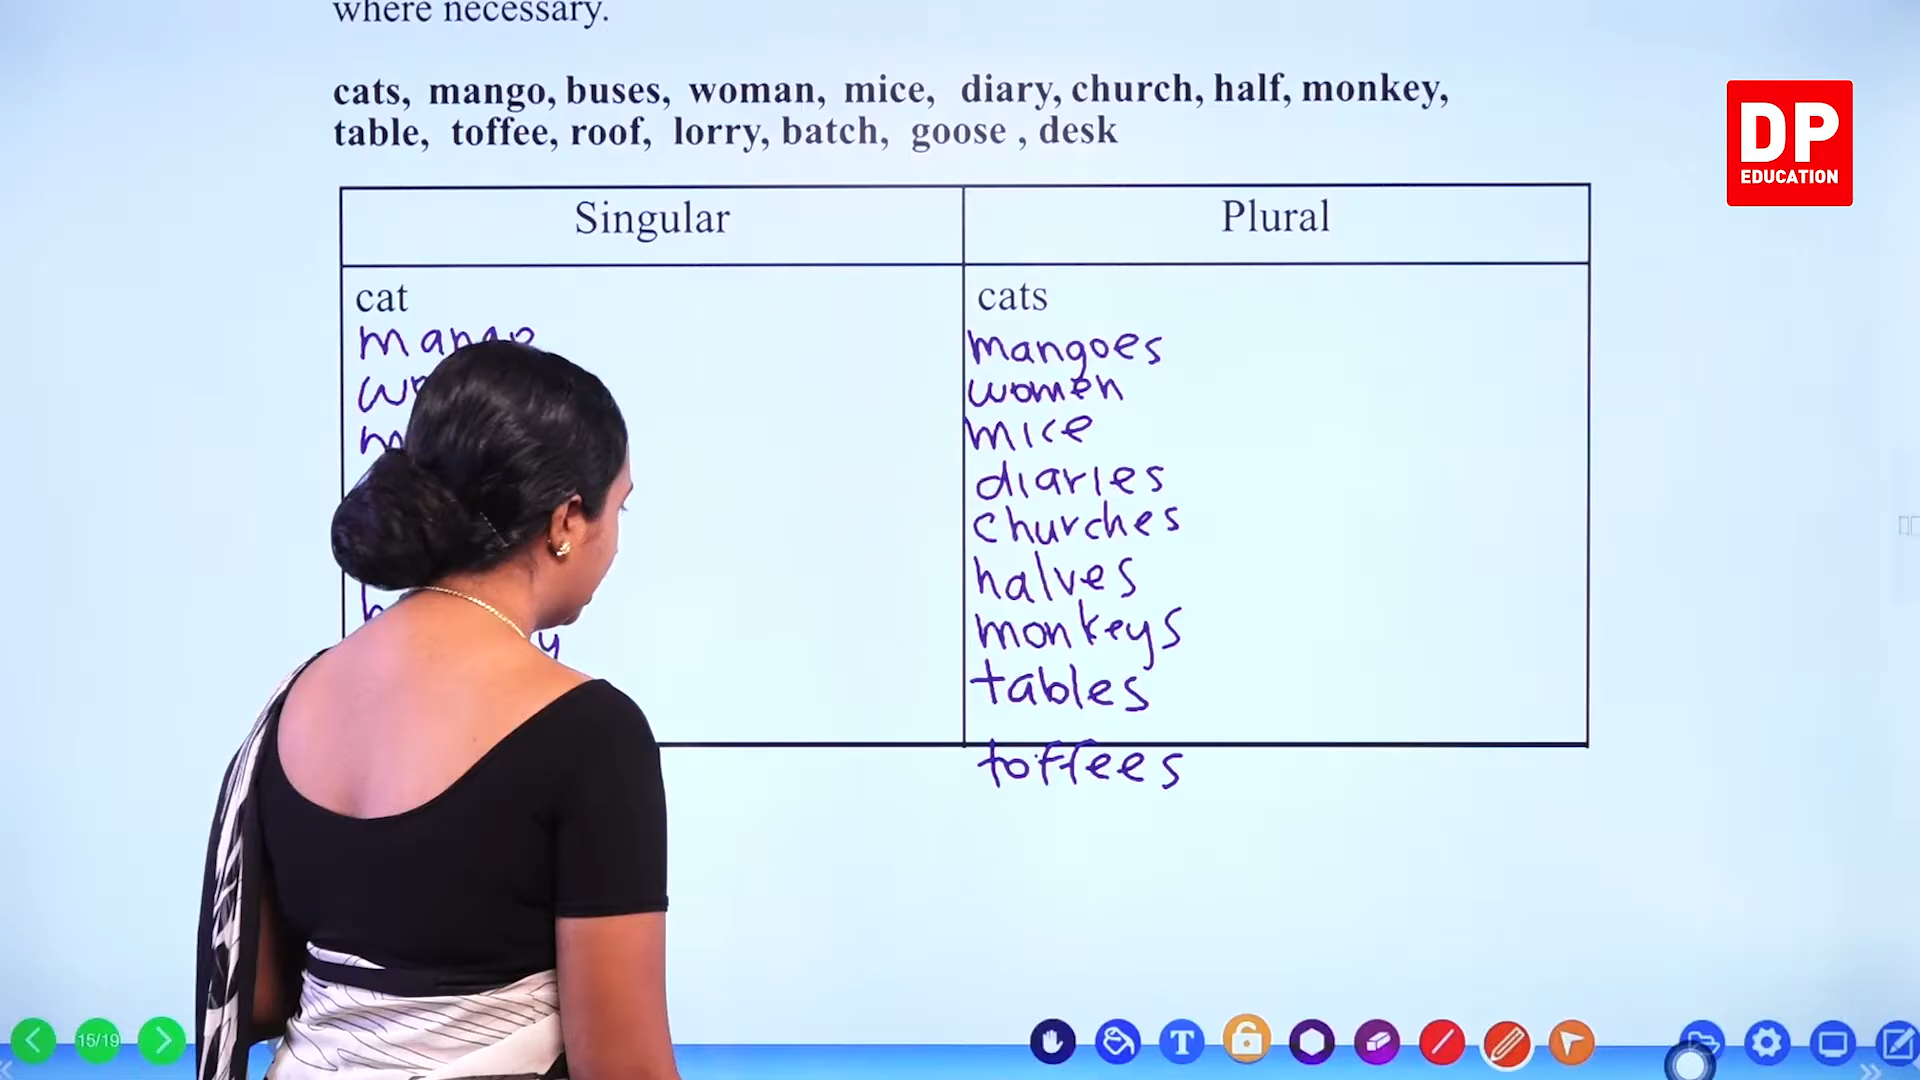 where necessary.
cats, mango, buses, woman, mice, diary, church, half, monkey,
table, toffee, roof, lorry, batch, goose , desk
DP
EDUCATION
Singular Plural
cat cats
mango mangoes
women
mice
diaries
churches
halves
monkeys
tables
toffees
15/19
T